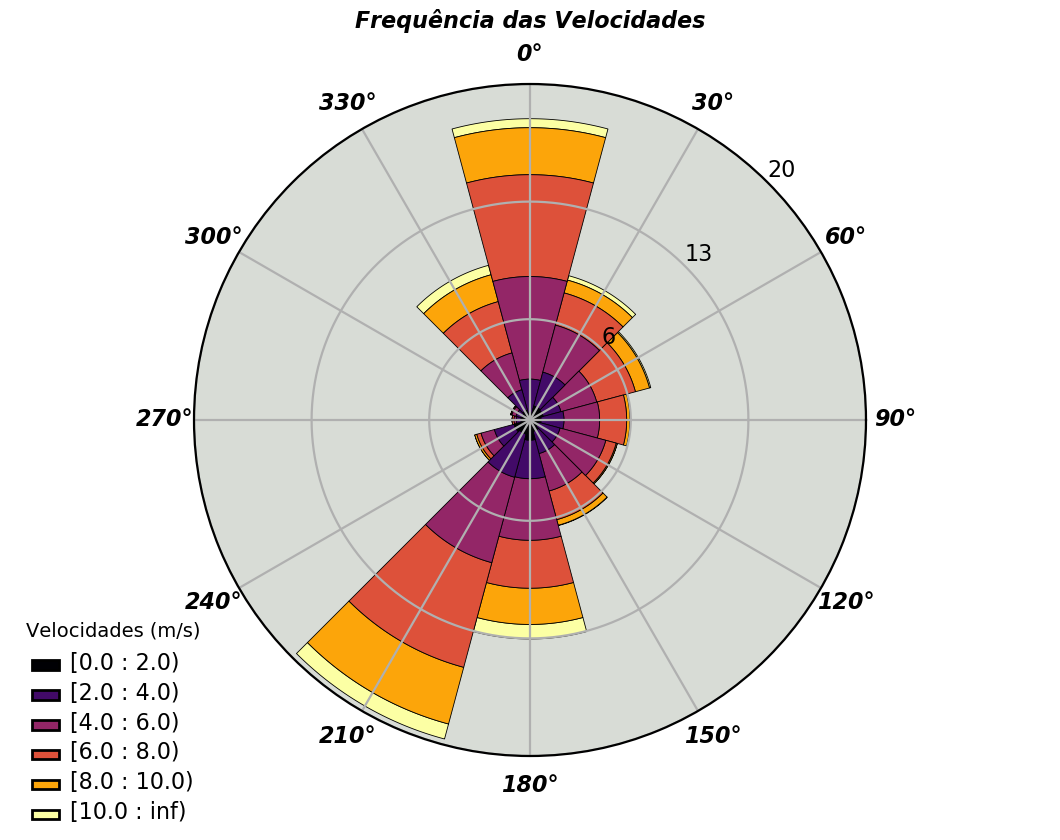 Frequência das Velocidades
0°
330°
30°
20
300°
60°
13
6
270°
90°
240°
120°
210°
150°
180°
Velocidades (m/s)
[0.0 : 2.0)
[2.0 : 4.0)
[4.0 : 6.0)
[6.0 : 8.0)
[8.0 : 10.0)
[10.0 : inf)